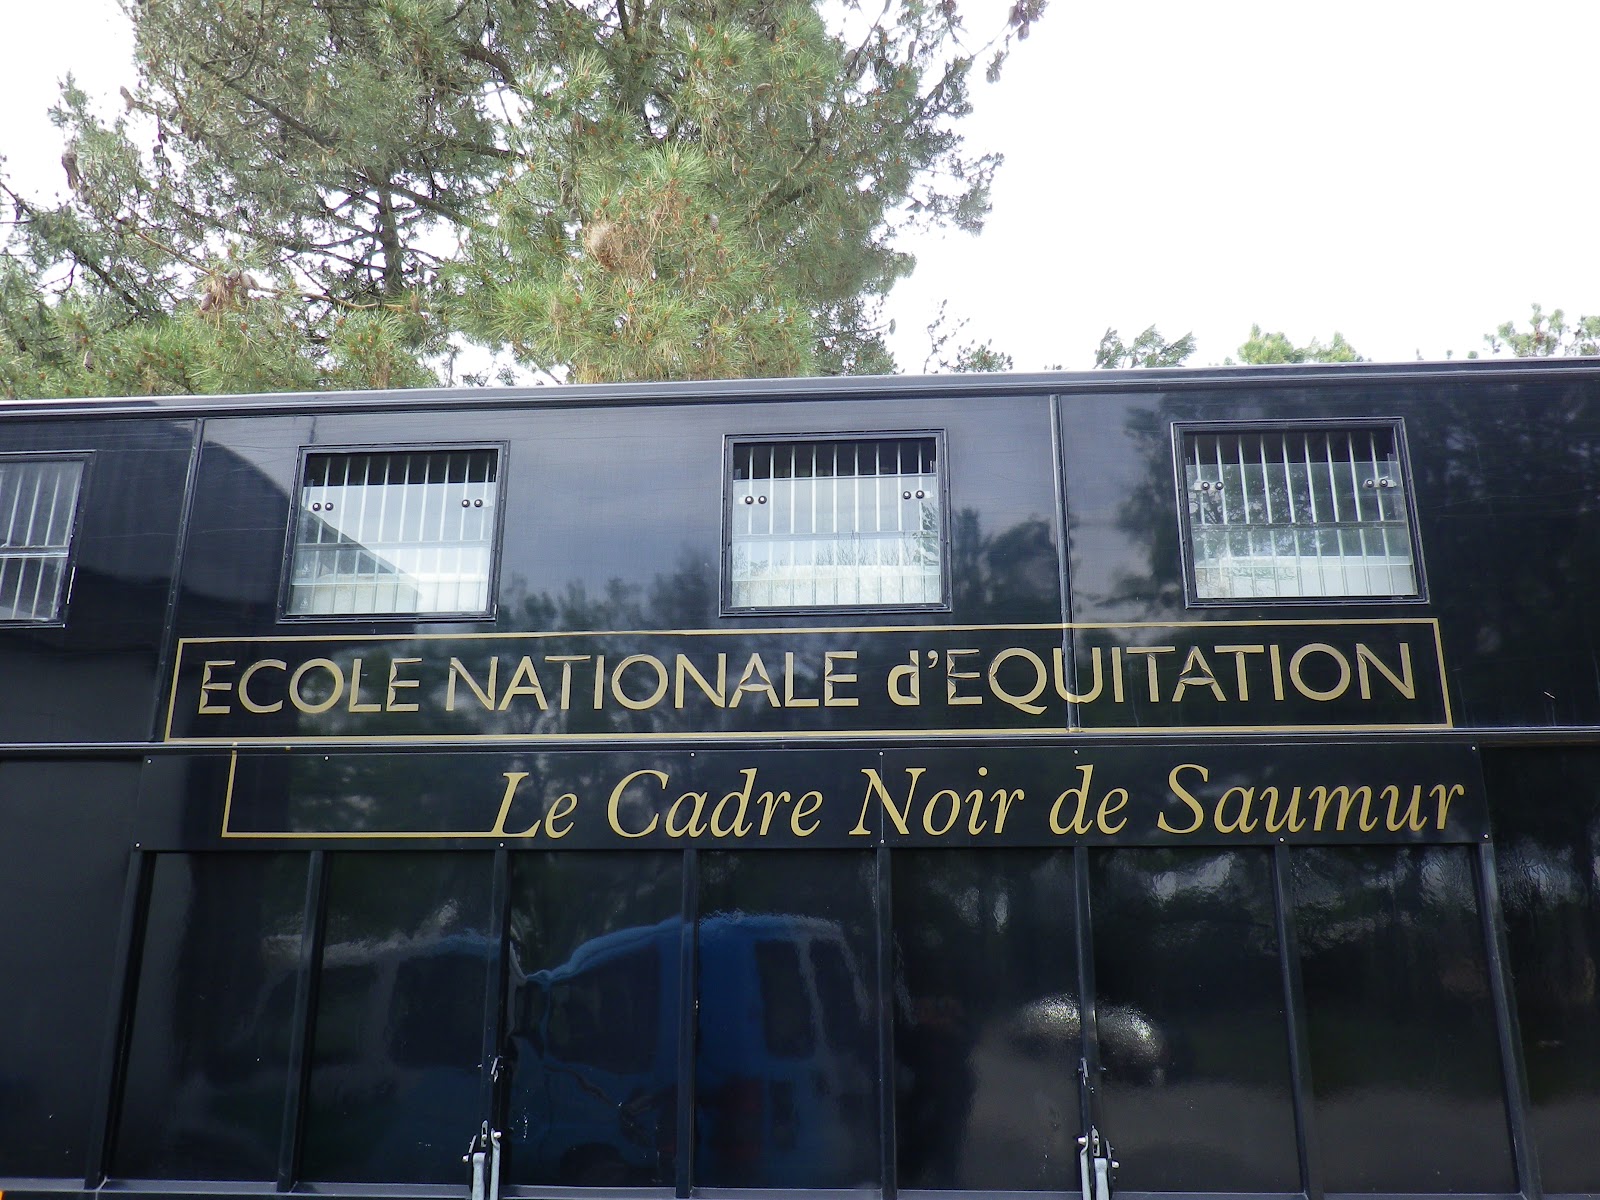 ECOLE NATIONALE d'EQUITATION
Le Cadre Noir de Saumur